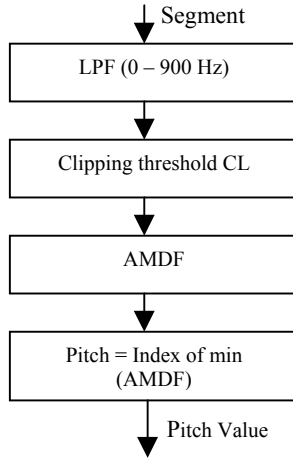 Segment
LPF (0 – 900 Hz)
Clipping threshold CL
AMDF
Pitch = Index of min
(AMDF)
Pitch Value